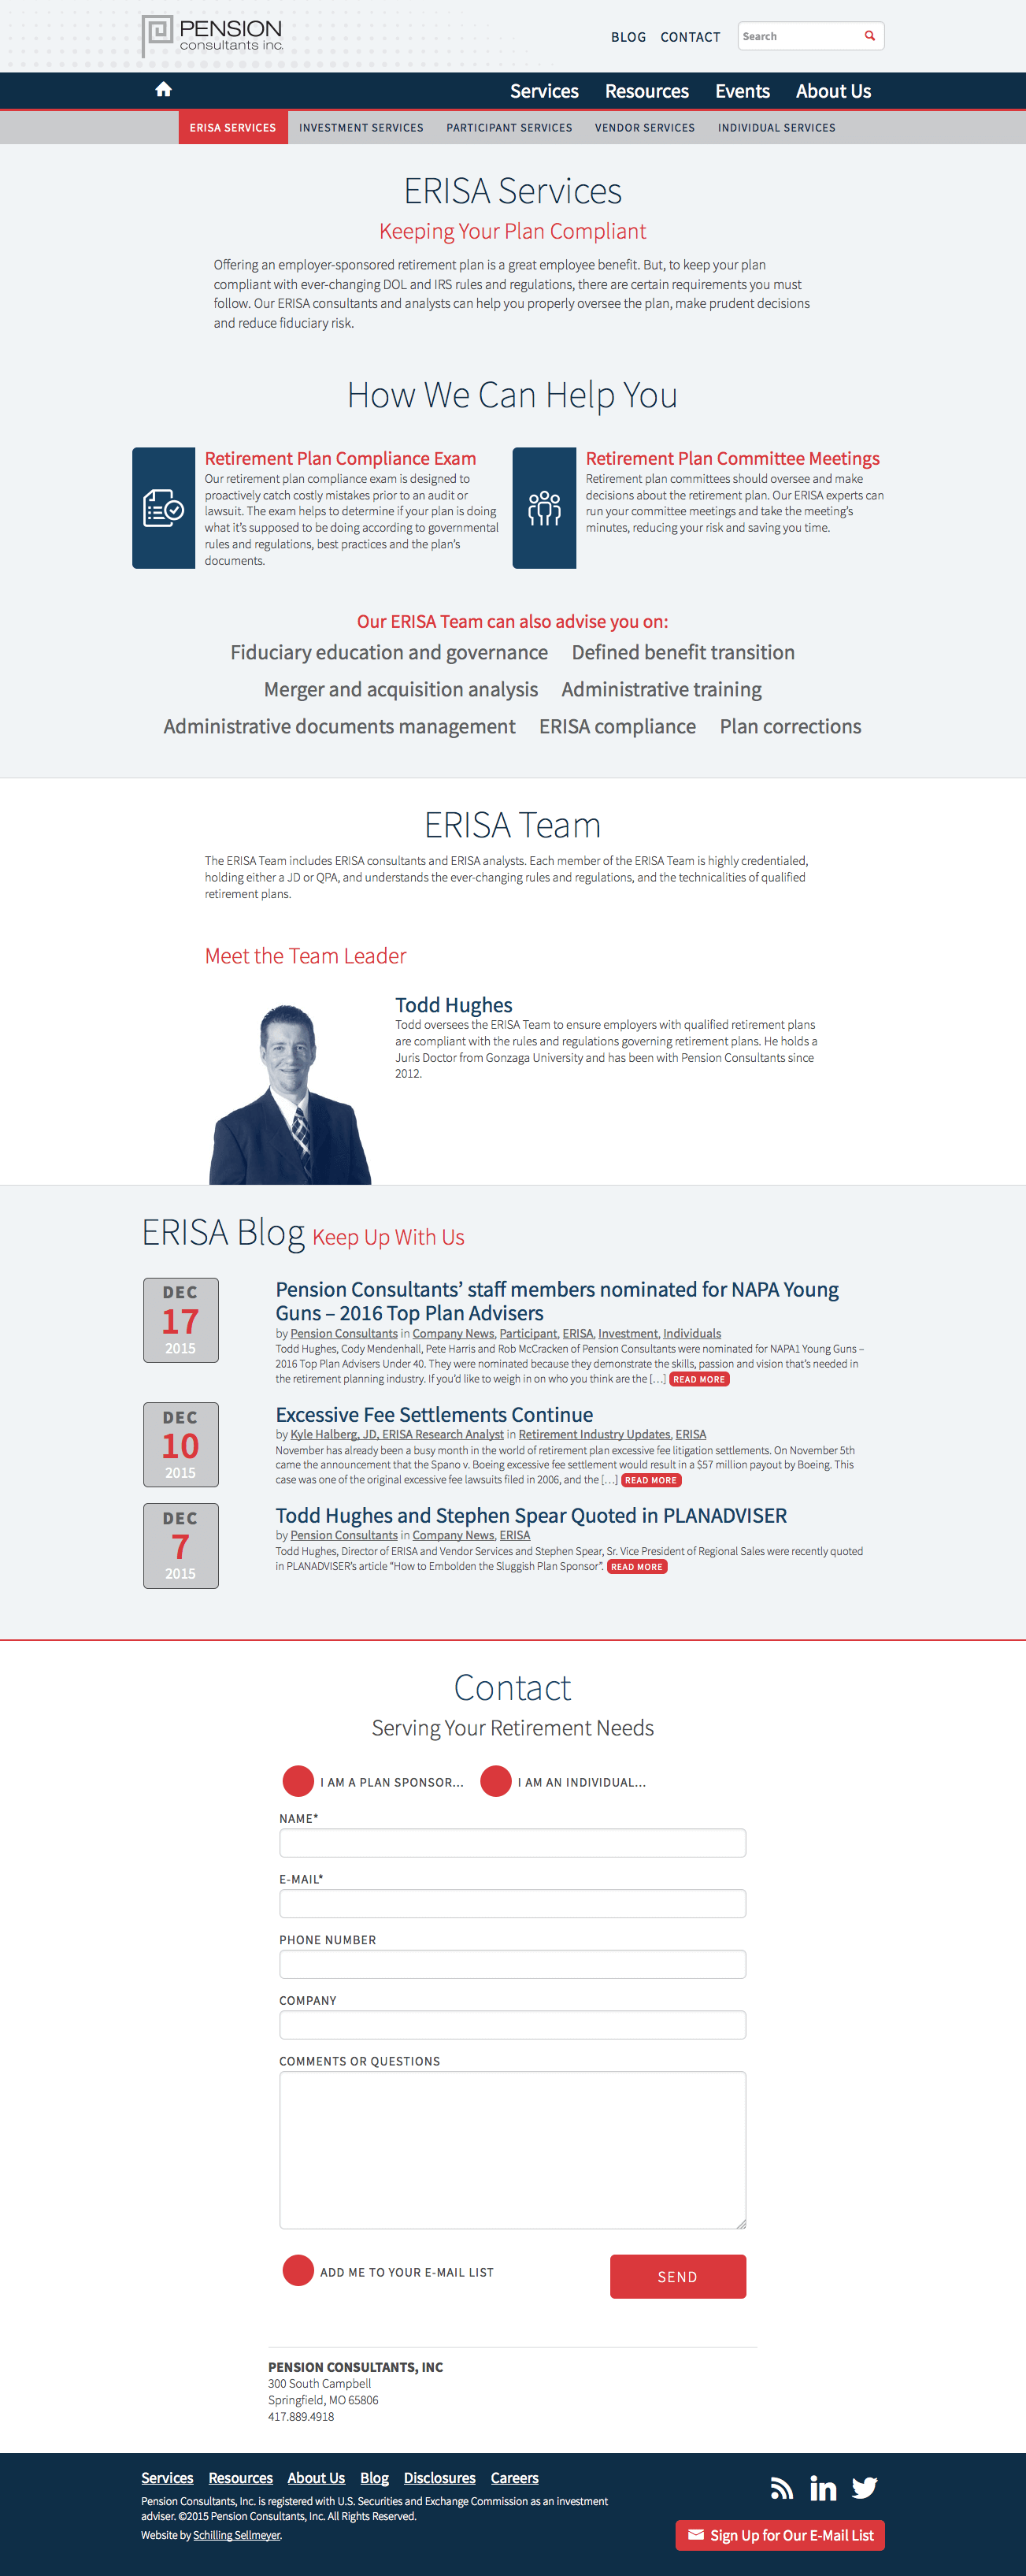 PENSION
consultants inc.
BLOG CONTACT Search
Services Resources Events About Us
ERISA SERVICES INVESTMENT SERVICES PARTICIPANT SERVICES VENDOR SERVICES INDIVIDUAL SERVICES
ERISA Services
Keeping Your Plan Compliant
Offering an employer-sponsored retirement plan is a great employee benefit. But, to keep your plan
compliant with ever-changing DOL and IRS rules and regulations, there are certain requirements you must
follow. Our ERISA consultants and analysts can help you properly oversee the plan, make prudent decisions
and reduce fiduciary risk.
How We Can Help You
Retirement Plan Compliance Exam
Our retirement plan compliance exam is designed to
proactively catch costly mistakes prior to an audit or
lawsuit. The exam helps to determine if your plan is doing
what it’s supposed to be doing according to governmental
rules and regulations, best practices and the plan’s
documents.
Retirement Plan Committee Meetings
Retirement plan committees should oversee and make
decisions about the retirement plan. Our ERISA experts can
run your committee meetings and take the meeting’s
minutes, reducing your risk and saving you time.
Our ERISA Team can also advise you on:
Fiduciary education and governance Defined benefit transition
Merger and acquisition analysis Administrative training
Administrative documents management ERISA compliance Plan corrections
ERISA Team
The ERISA Team includes ERISA consultants and ERISA analysts. Each member of the ERISA Team is highly credentialed,
holding either a JD or QPA, and understands the ever-changing rules and regulations, and the technicalities of qualified
retirement plans.
Meet the Team Leader
Todd Hughes
Todd oversees the ERISA Team to ensure employers with qualified retirement plans
are compliant with the rules and regulations governing retirement plans. He holds a
Juris Doctor from Gonzaga University and has been with Pension Consultants since
2012.
ERISA Blog Keep Up With Us
DEC
17
2015
Pension Consultants’ staff members nominated for NAPA Young
Guns – 2016 Top Plan Advisers
by Pension Consultants in Company News, Participant, ERISA, Investment, Individuals
Todd Hughes, Cody Mendenhall, Pete Harris and Rob McCracken of Pension Consultants were nominated for NAPA1 Young Guns –
2016 Top Plan Advisers Under 40. They were nominated because they demonstrate the skills, passion and vision that’s needed in
the retirement planning industry. If you’d like to weigh in on who you think are the […] READ MORE
DEC
10
2015
Excessive Fee Settlements Continue
by Kyle Halberg, JD, ERISA Research Analyst in Retirement Industry Updates, ERISA
November has already been a busy month in the world of retirement plan excessive fee litigation settlements. On November 5th
came the announcement that the Spano v. Boeing excessive fee settlement would result in a $57 million payout by Boeing. This
case was one of the original excessive fee lawsuits filed in 2006, and the […] READ MORE
DEC
7
2015
Todd Hughes and Stephen Spear Quoted in PLANADVISER
by Pension Consultants in Company News, ERISA
Todd Hughes, Director of ERISA and Vendor Services and Stephen Spear, Sr. Vice President of Regional Sales were recently quoted
in PLANADVISER’s article “How to Embolden the Sluggish Plan Sponsor”. READ MORE
Contact
Serving Your Retirement Needs
I AM A PLAN SPONSOR... I AM AN INDIVIDUAL...
NAME*
E-MAIL*
PHONE NUMBER
COMPANY
COMMENTS OR QUESTIONS
ADD ME TO YOUR E-MAIL LIST SEND
PENSION CONSULTANTS, INC
300 South Campbell
Springfield, MO 65806
417.889.4918
Services Resources About Us Blog Disclosures Careers
Pension Consultants, Inc. is registered with U.S. Securities and Exchange Commission as an investment
adviser. ©2015 Pension Consultants, Inc. All Rights Reserved.
Website by Schilling Sellmeyer.
in
Sign Up for Our E-Mail List